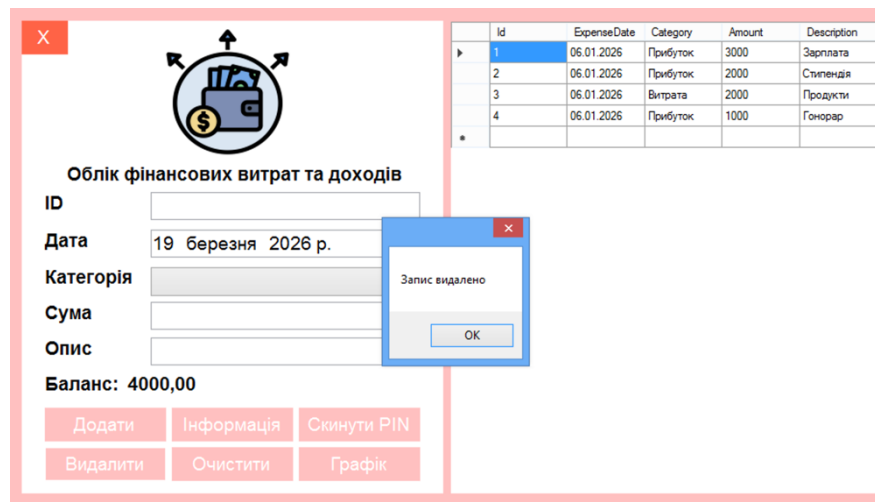 X
Облік фінансових витрат та доходів
ID
Дата 19 березня 2026 р.
Категорія
Сума
Опис
Баланс: 4000,00
Додати Інформація Скинути PIN
Видалити Очистити Графік
Id ExpenseDate Category Amount Description
1 06.01.2026 Прибуток 3000 Зарплата
2 06.01.2026 Прибуток 2000 Стипендія
3 06.01.2026 Витрата 2000 Продукти
4 06.01.2026 Прибуток 1000 Гонорар
Запис видалено
OK